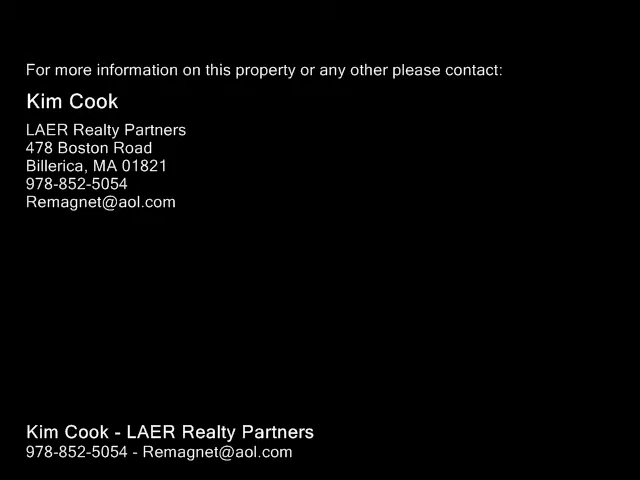 For more information on this property or any other please contact:
Kim Cook
LAER Realty Partners
478 Boston Road
Billerica, MA 01821
978-852-5054
Remagnet@aol.com
Kim Cook - LAER Realty Partners
978-852-5054 - Remagnet@aol.com